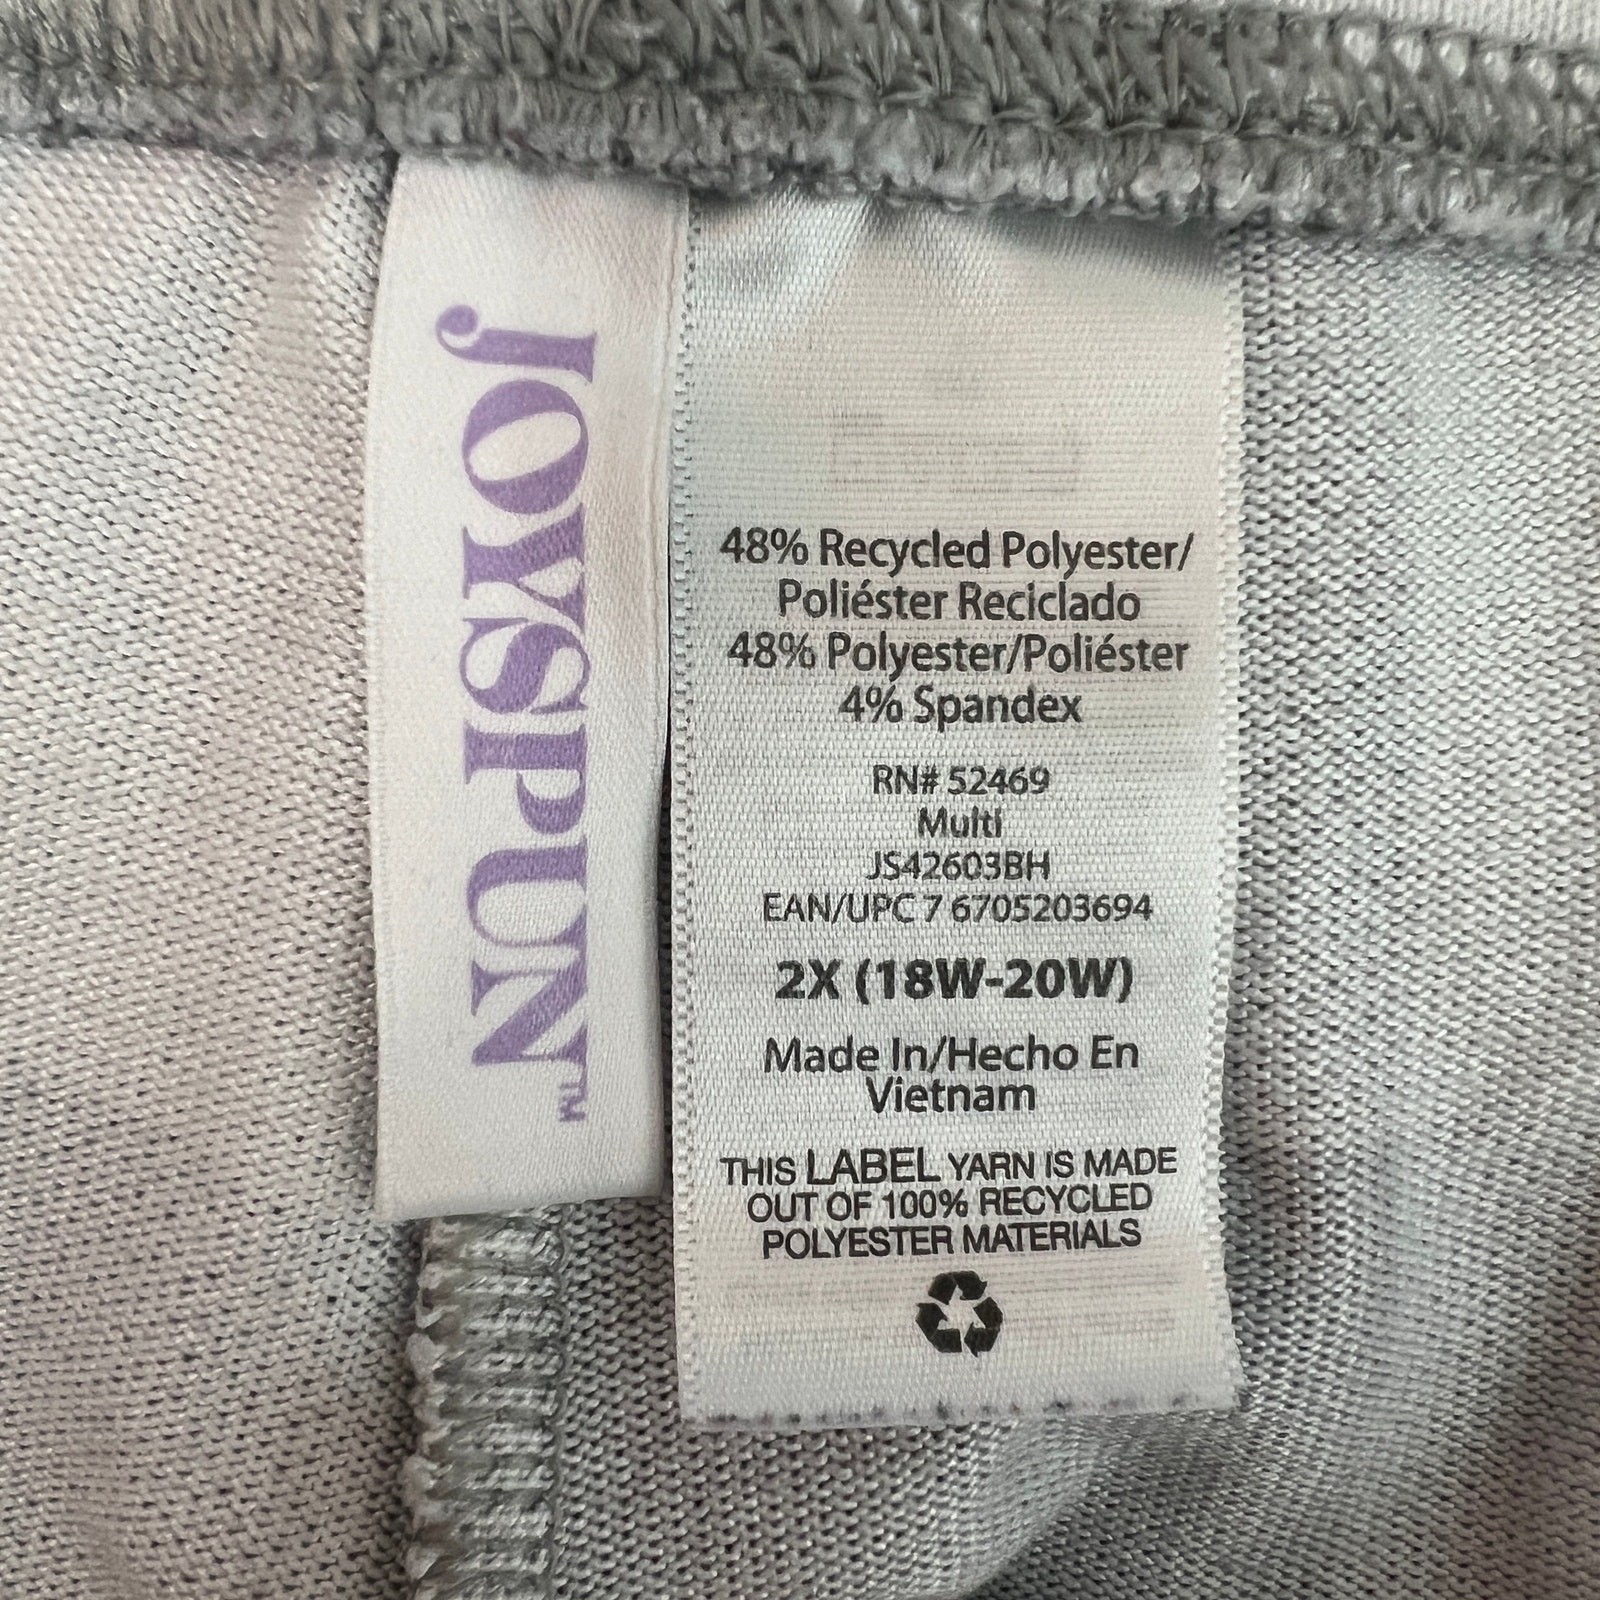 JOYSPUN™
48% Recycled Polyester/
Poliéster Reciclado
48% Polyester/Poliéster
4% Spandex
RN# 52469
Multi
JS42603BH
EAN/UPC 7 6705203694
2X (18W-20W)
Made In/Hecho En
Vietnam
THIS LABEL YARN IS MADE
OUT OF 100% RECYCLED
POLYESTER MATERIALS